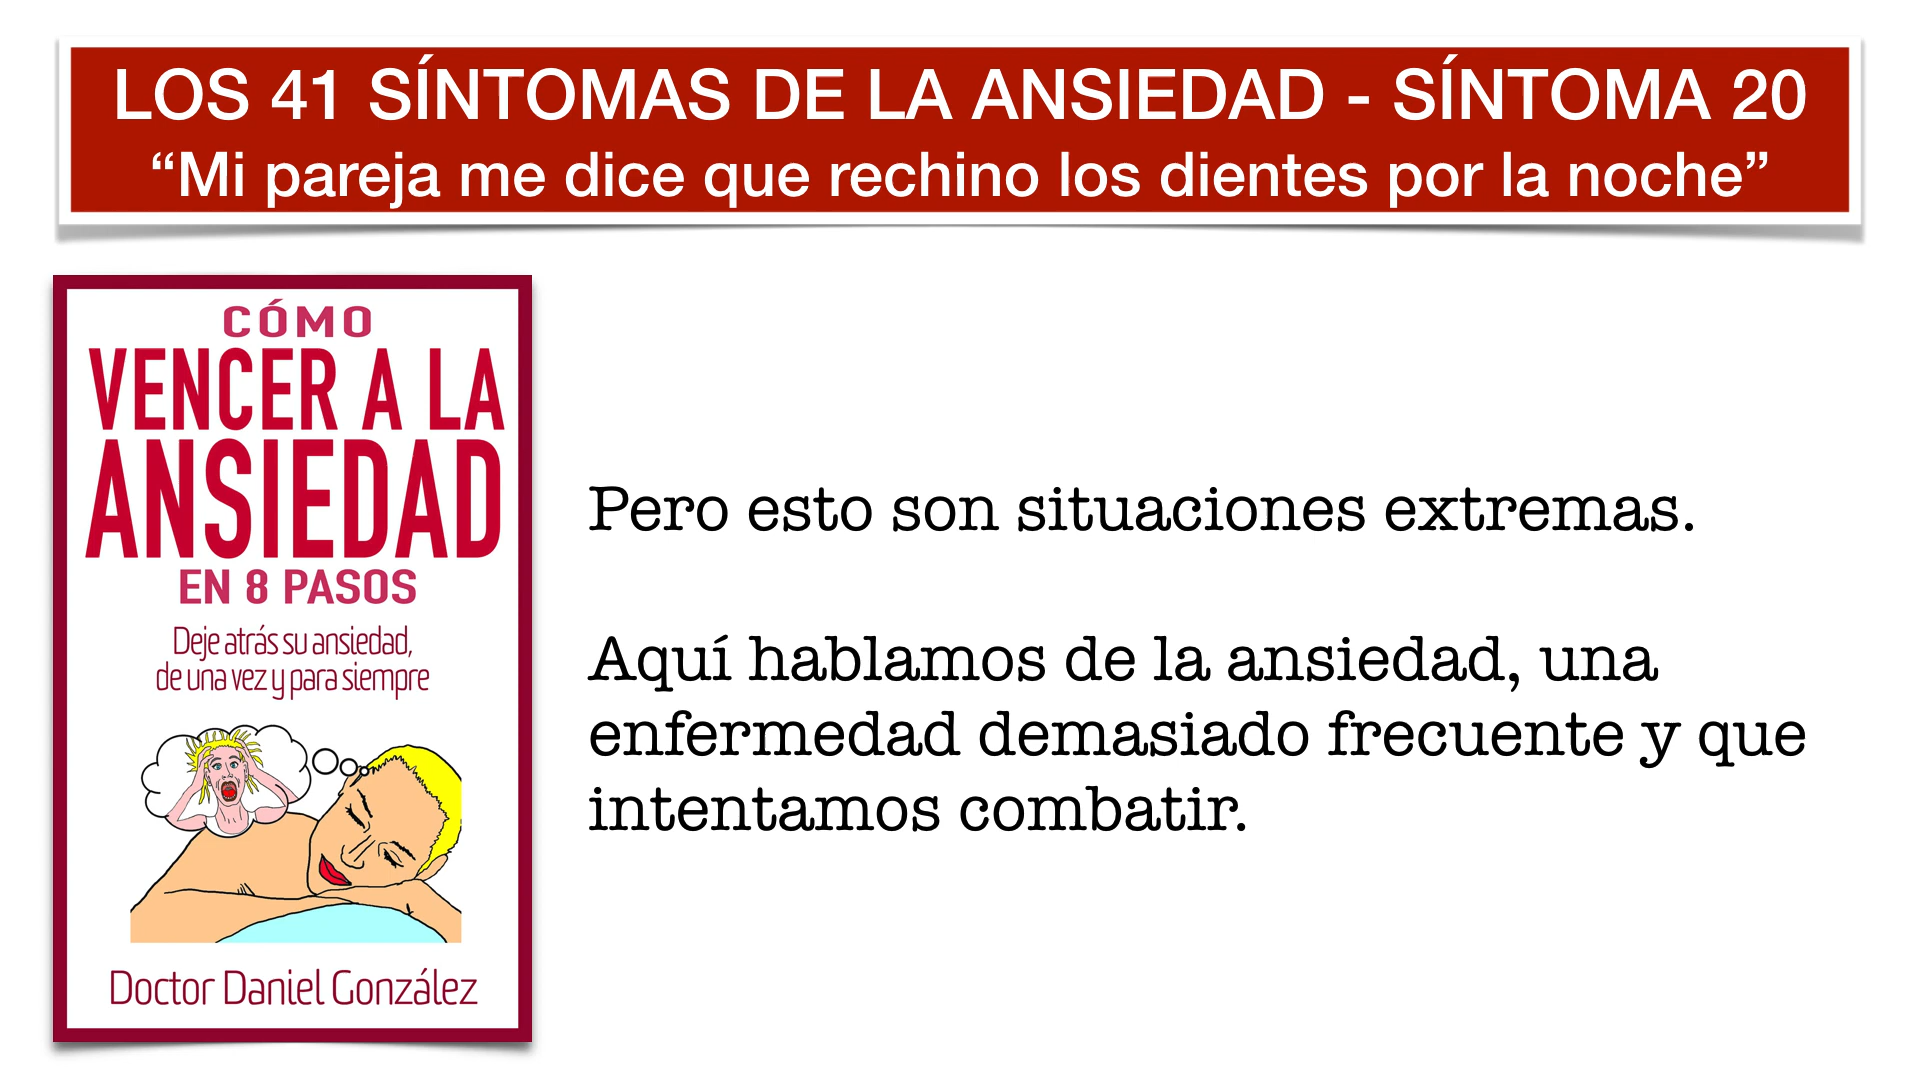 LOS 41 SÍNTOMAS DE LA ANSIEDAD - SÍNTOMA 20
“Mi pareja me dice que rechino los dientes por la noche”
CÓMO
VENCER A LA
ANSIEDAD
EN 8 PASOS
Deje atrás su ansiedad,
de una vez y para siempre
Doctor Daniel González
Pero esto son situaciones extremas.
Aquí hablamos de la ansiedad, una
enfermedad demasiado frecuente y que
intentamos combatir.